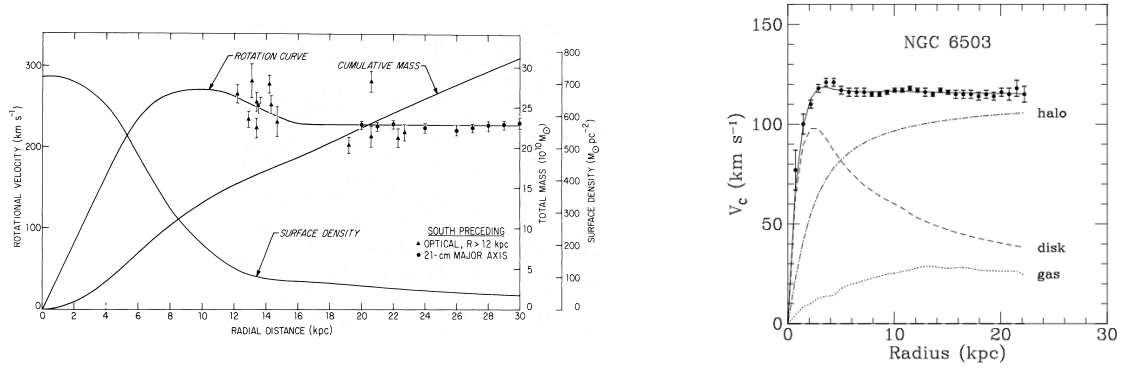 ROTATION CURVE
CUMULATIVE MASS
SURFACE DENSITY
SOUTH PRECEDING
▲ OPTICAL, R > 12 kpc
● 21-cm MAJOR AXIS
ROTATIONAL VELOCITY (km s⁻¹)
300
200
100
0
0 2 4 6 8 10 12 14 16 18 20 22 24 26 28 30
RADIAL DISTANCE (kpc)
30
25
20
15
10
5
0
TOTAL MASS (10¹⁰ M⊙)
800
700
600
500
400
300
200
100
0
SURFACE DENSITY (M⊙ pc⁻²)
NGC 6503
150
100
50
0
V_c (km s⁻¹)
halo
disk
gas
0 10 20 30
Radius (kpc)